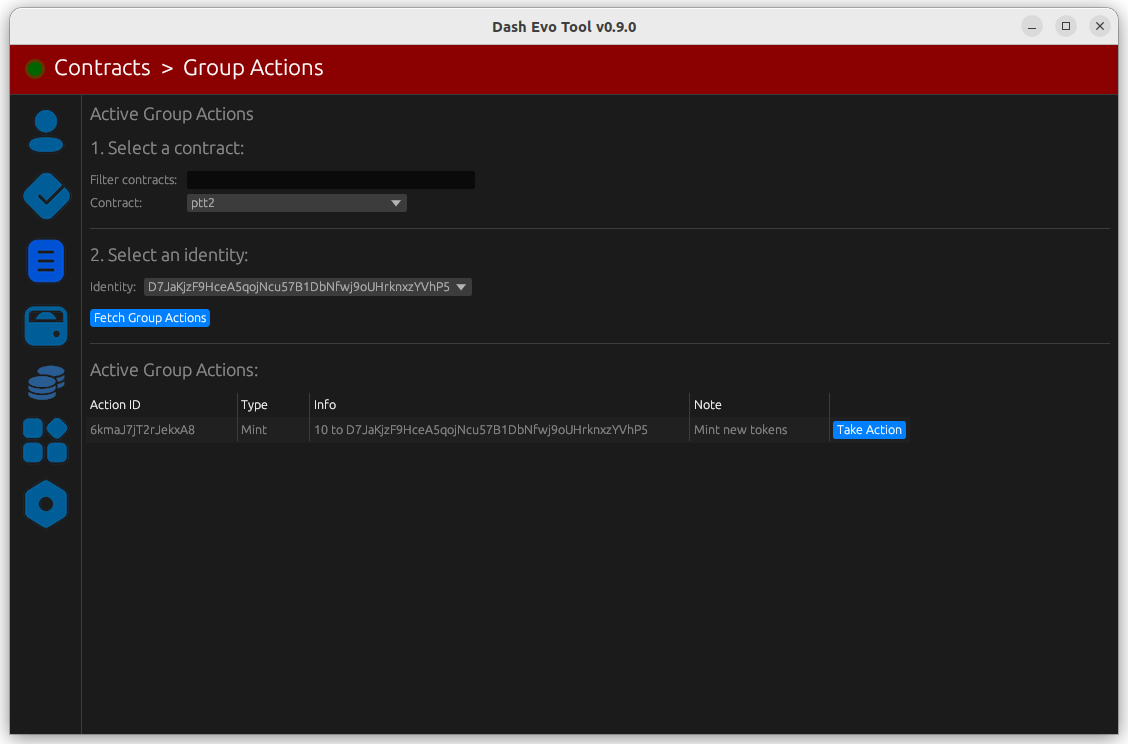 Dash Evo Tool v0.9.0
Contracts > Group Actions
Active Group Actions
1. Select a contract:
Filter contracts:
Contract: ptt2
2. Select an identity:
Identity: D7JaKjzF9HceA5qojNcu57B1DbNfwj9oUHrknxzYVhP5
Fetch Group Actions
Active Group Actions:
Action ID Type Info Note
6kmaJ7jT2rJekxA8 Mint 10 to D7JaKjzF9HceA5qojNcu57B1DbNfwj9oUHrknxzYVhP5 Mint new tokens Take Action